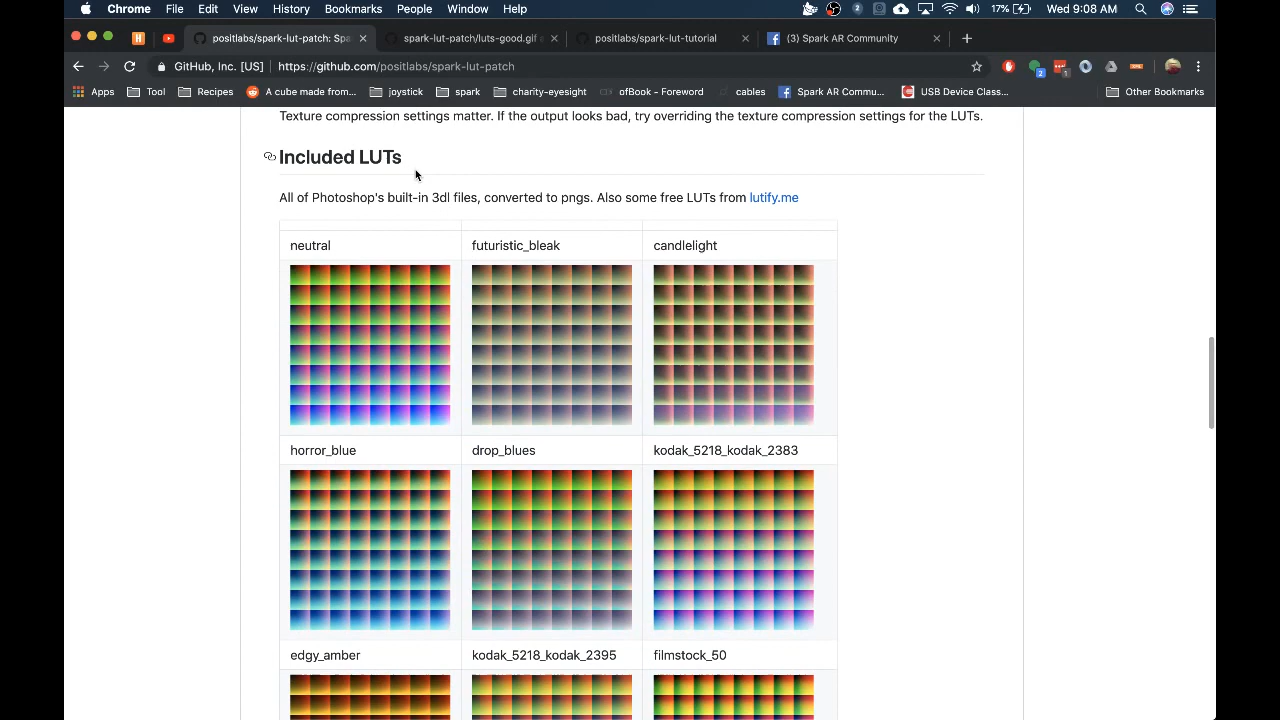 Chrome File Edit View History Bookmarks People Window Help 2 17% Wed 9:08 AM
H positlabs/spark-lut-patch: Spa spark-lut-patch/luts-good.gif a positlabs/spark-lut-tutorial (3) Spark AR Community
GitHub, Inc. [US] https://github.com/positlabs/spark-lut-patch 2 1
Apps Tool Recipes A cube made from... joystick spark charity-eyesight ofBook - Foreword cables Spark AR Commu... USB Device Class... Other Bookmarks
Texture compression settings matter. If the output looks bad, try overriding the texture compression settings for the LUTs.
Included LUTs
All of Photoshop's built-in 3dl files, converted to pngs. Also some free LUTs from lutify.me
neutral futuristic_bleak candlelight
horror_blue drop_blues kodak_5218_kodak_2383
edgy_amber kodak_5218_kodak_2395 filmstock_50